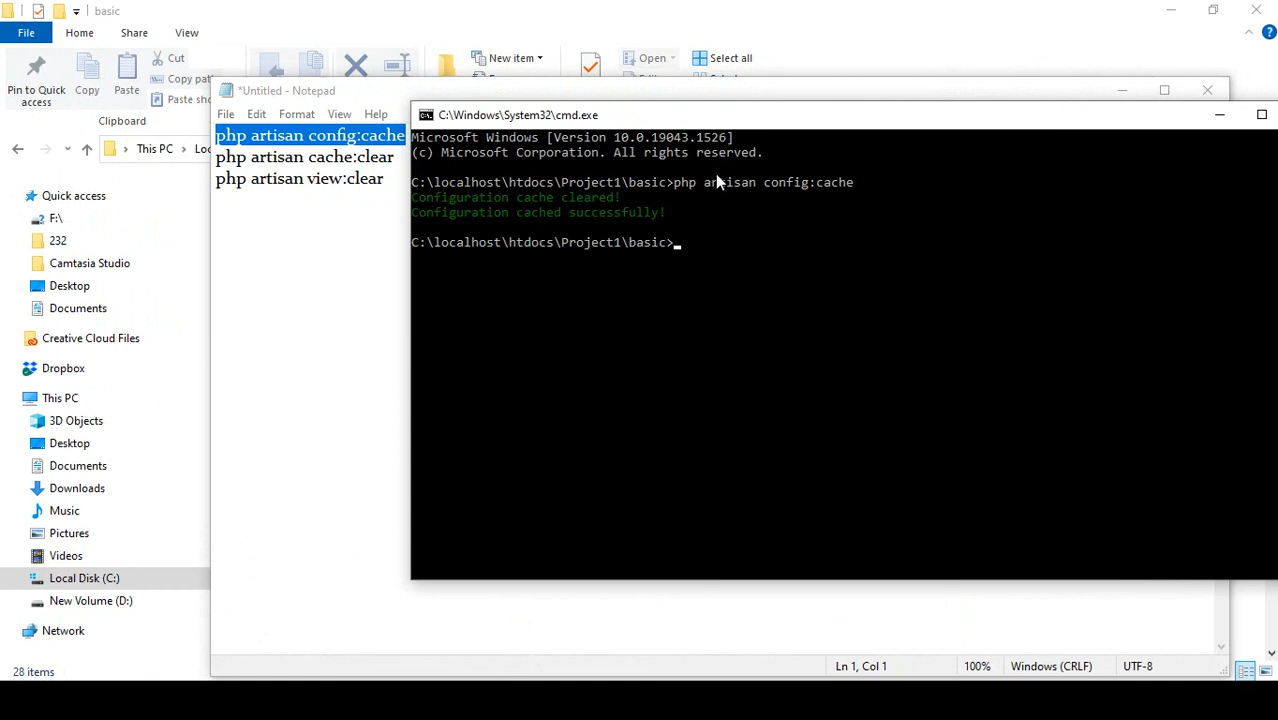 basic
File
Home
Share
View
Pin to Quick access
Copy
Paste
Cut
Copy path
Paste sho
Clipboard
New item
Open
Select all
This PC
Quick access
F:\
232
Camtasia Studio
Desktop
Documents
Creative Cloud Files
Dropbox
This PC
3D Objects
Desktop
Documents
Downloads
Music
Pictures
Videos
Local Disk (C:)
New Volume (D:)
Network
28 items
*Untitled - Notepad
File Edit Format View Help
php artisan config:cache
php artisan cache:clear
php artisan view:clear
Ln 1, Col 1
100%
Windows (CRLF)
UTF-8
C:\Windows\System32\cmd.exe
Microsoft Windows [Version 10.0.19043.1526]
(c) Microsoft Corporation. All rights reserved.
C:\localhost\htdocs\Project1\basic>php artisan config:cache
Configuration cache cleared!
Configuration cached successfully!
C:\localhost\htdocs\Project1\basic>